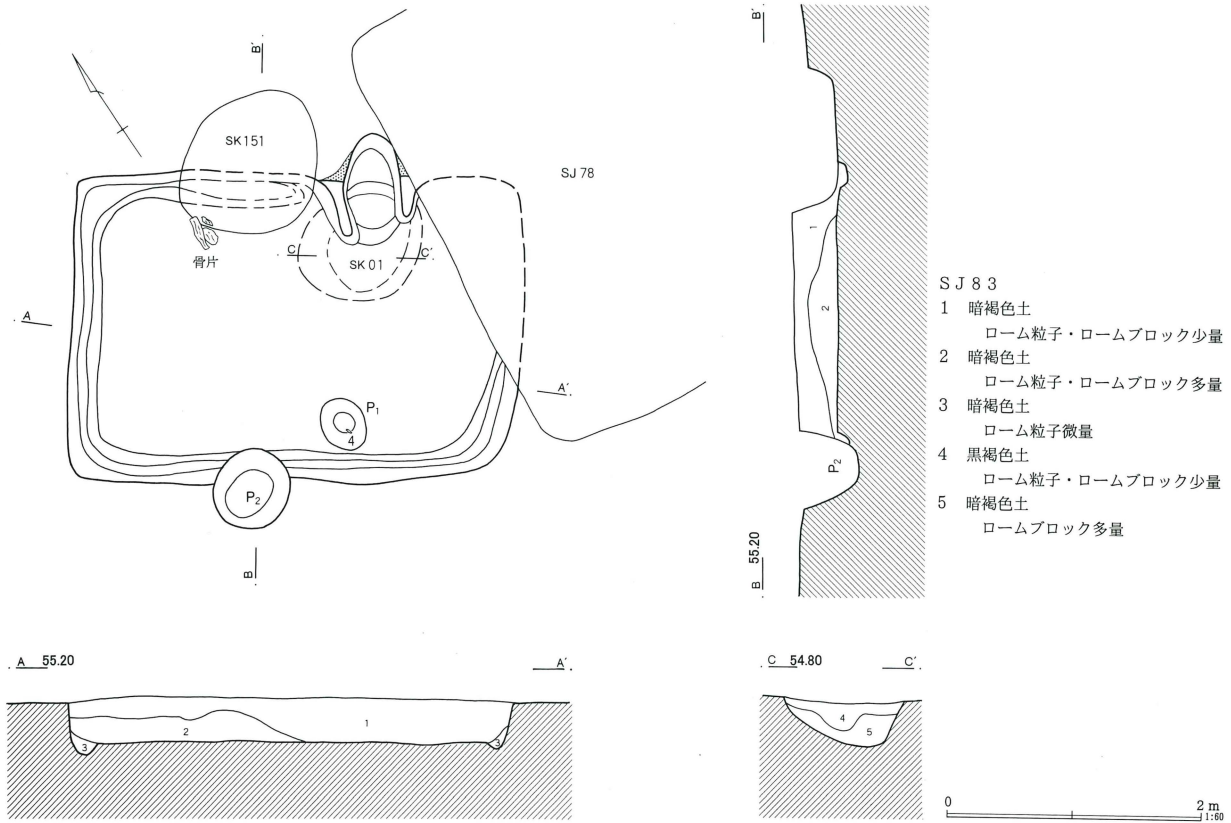 B′
B′
SK151
SJ 78
骨片
C
C′
SK 01
A
A′
P₁
4
P₂
B
1
2
P₂
B 55.20
SJ83
1 暗褐色土
ローム粒子・ロームブロック少量
2 暗褐色土
ローム粒子・ロームブロック多量
3 暗褐色土
ローム粒子微量
4 黒褐色土
ローム粒子・ロームブロック少量
5 暗褐色土
ロームブロック多量
A 55.20
A′
1
2
3
3
C 54.80
C′
4
5
0
2 m
1:60